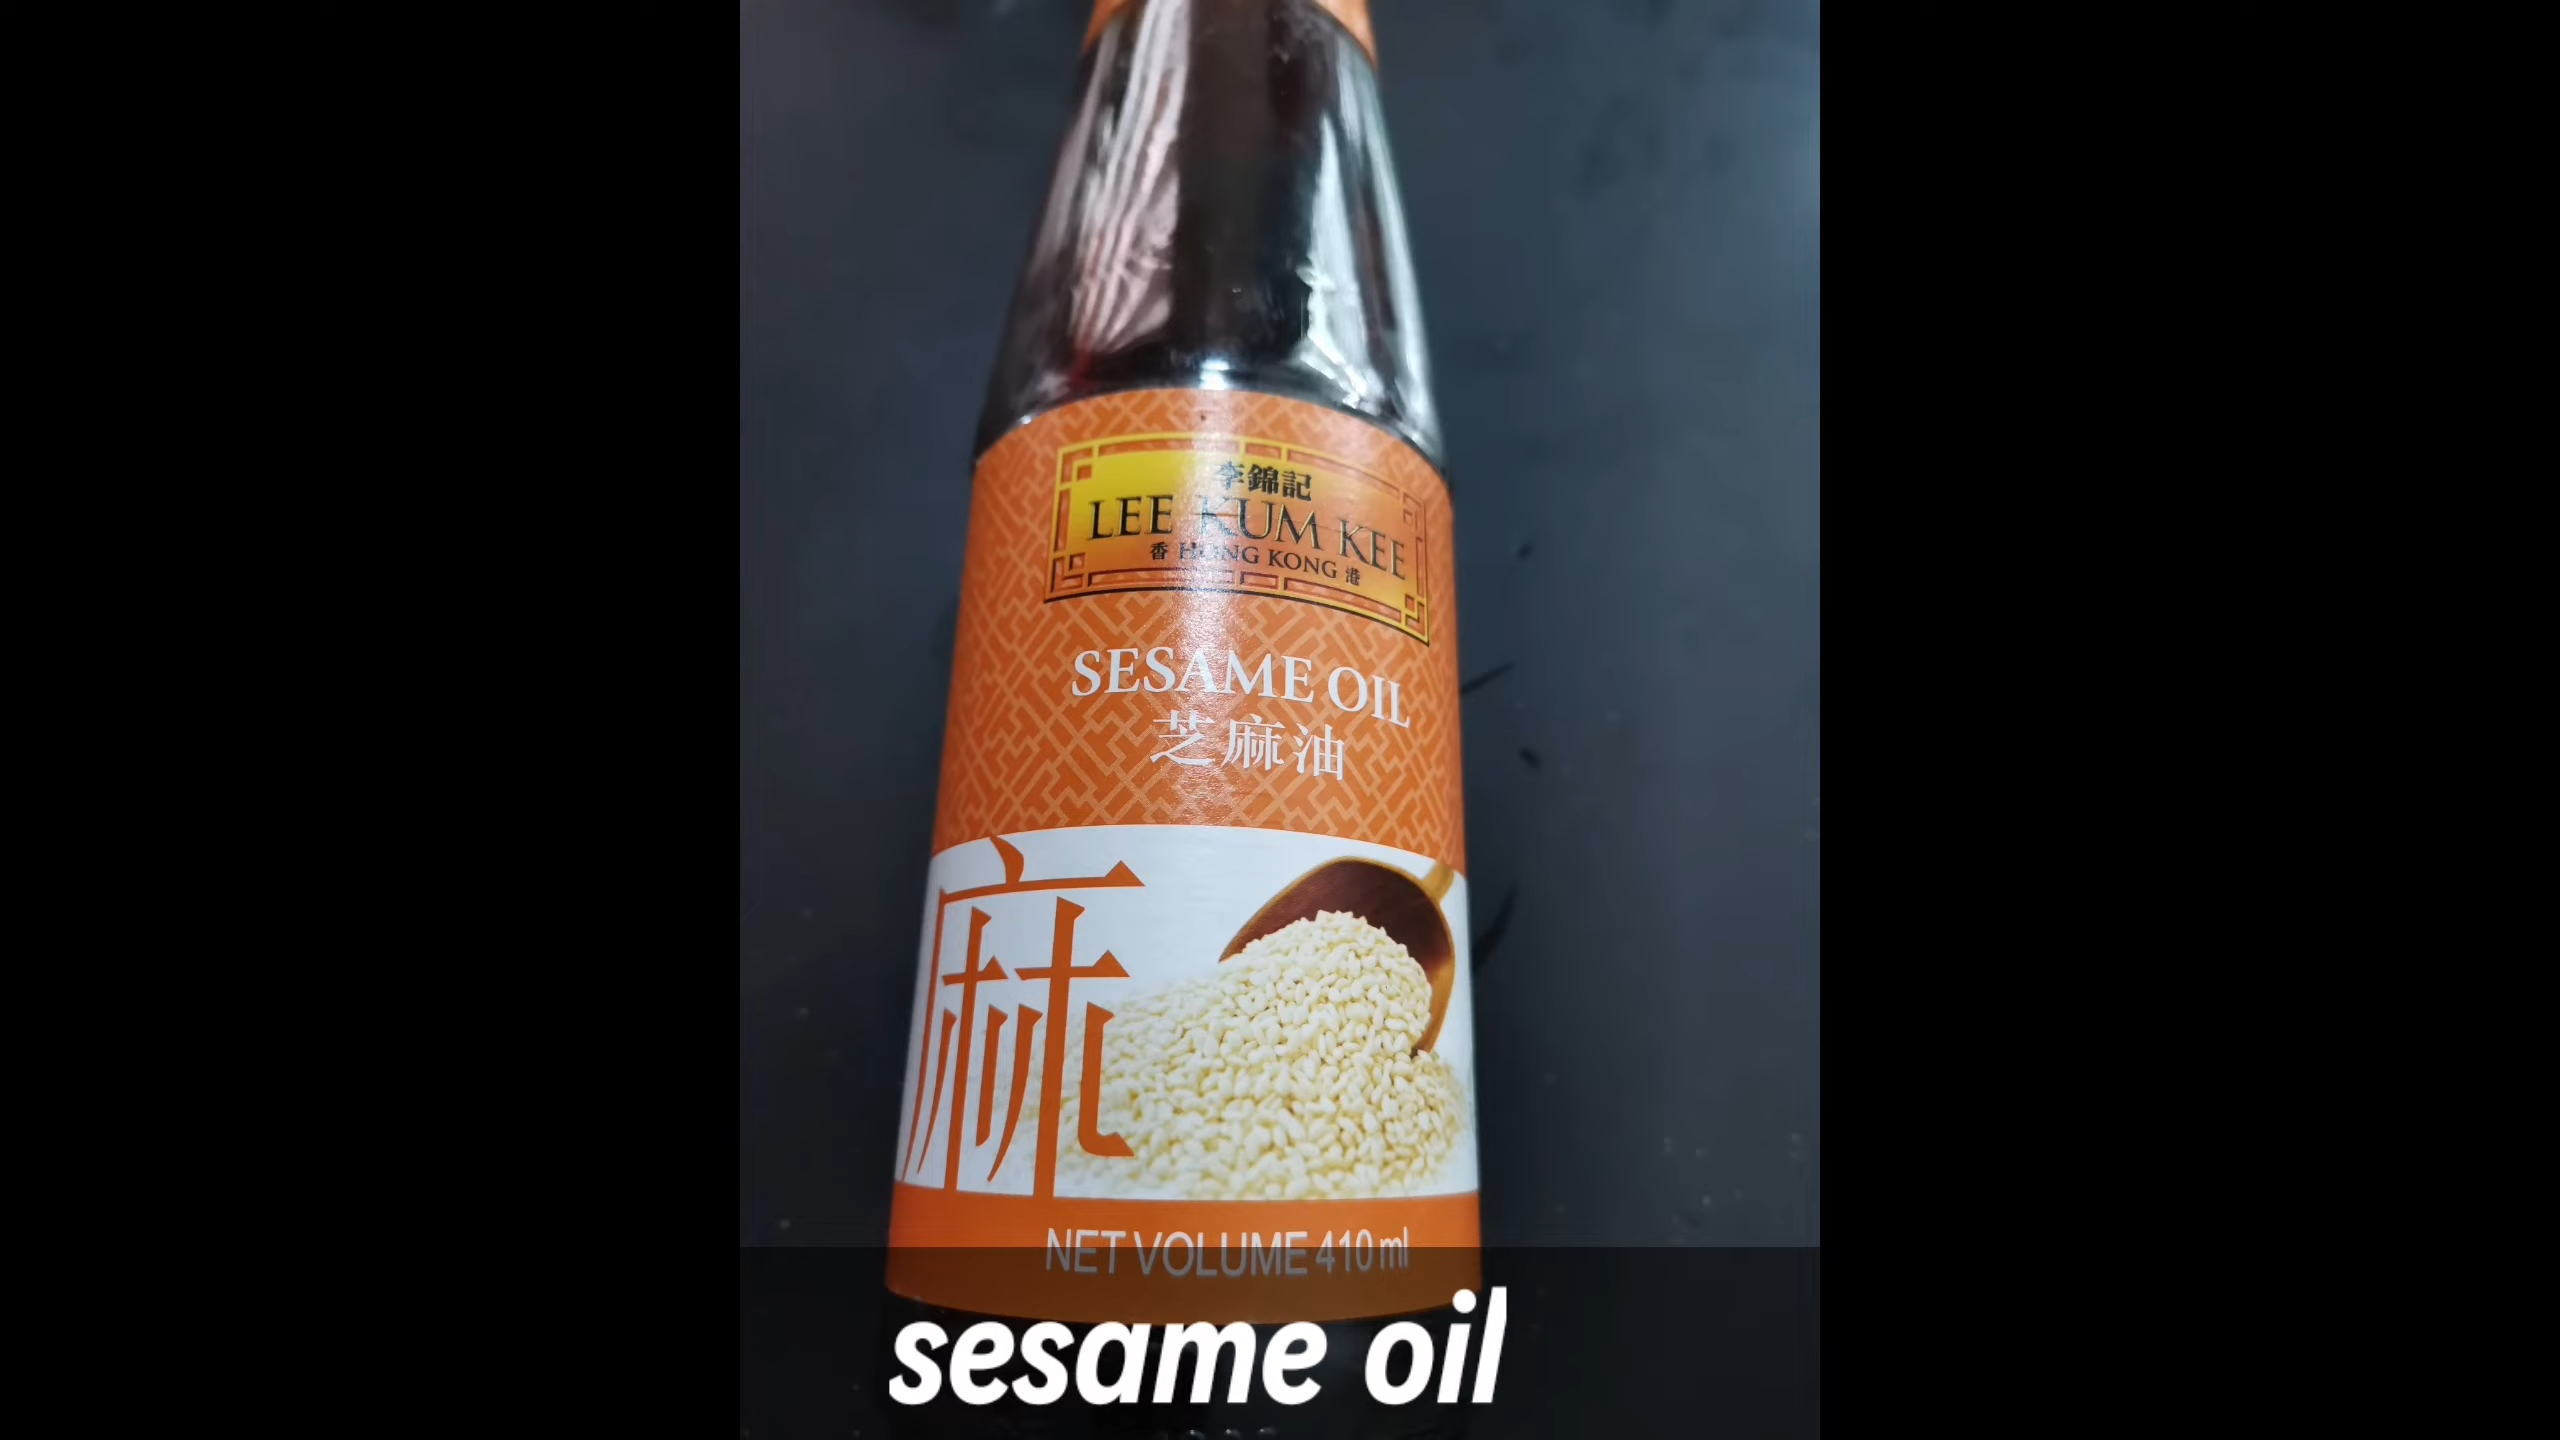 李錦記
LEE KUM KEE
香 HONG KONG 港
SESAME OIL
芝麻油
麻
NET VOLUME 410 ml
sesame oil